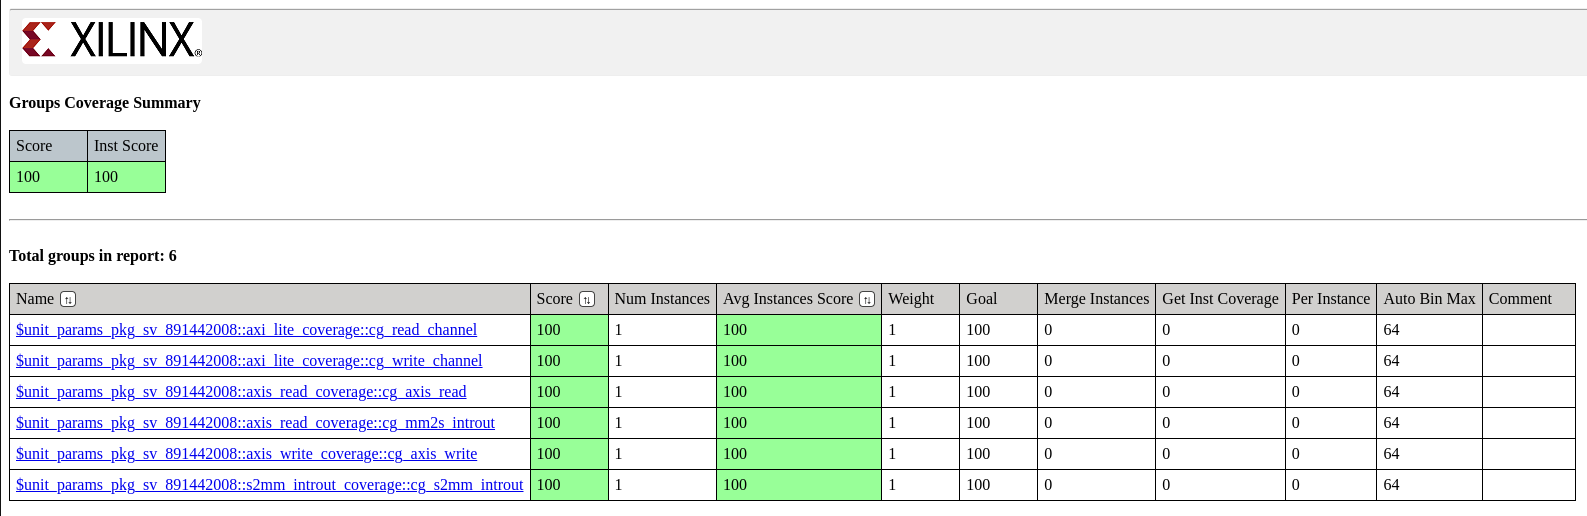 XILINX®
Groups Coverage Summary
Score Inst Score
100 100
Total groups in report: 6
Name Score Num Instances Avg Instances Score Weight Goal Merge Instances Get Inst Coverage Per Instance Auto Bin Max Comment
$unit_params_pkg_sv_891442008::axi_lite_coverage::cg_read_channel 100 1 100 1 100 0 0 0 64
$unit_params_pkg_sv_891442008::axi_lite_coverage::cg_write_channel 100 1 100 1 100 0 0 0 64
$unit_params_pkg_sv_891442008::axis_read_coverage::cg_axis_read 100 1 100 1 100 0 0 0 64
$unit_params_pkg_sv_891442008::axis_read_coverage::cg_mm2s_introut 100 1 100 1 100 0 0 0 64
$unit_params_pkg_sv_891442008::axis_write_coverage::cg_axis_write 100 1 100 1 100 0 0 0 64
$unit_params_pkg_sv_891442008::s2mm_introut_coverage::cg_s2mm_introut 100 1 100 1 100 0 0 0 64